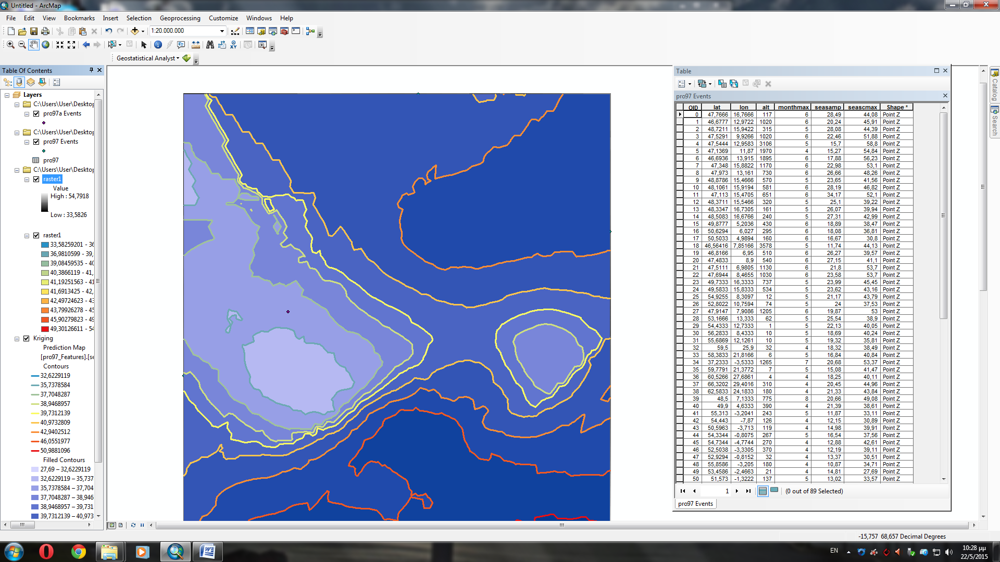 Untitled - ArcMap
File Edit View Bookmarks Insert Selection Geoprocessing Customize Windows Help
1:20.000.000
Geostatistical Analyst
Table Of Contents
Layers
C:\Users\User\Desktop
pro97a Events
C:\Users\User\Desktop
pro97 Events
pro97
C:\Users\User\Desktop
raster1
Value
High : 54,7918
Low : 33,5826
raster1
33,58259201 - 36
36,9810599 - 39,
39,08459535 - 40
40,3866119 - 41,
41,19251563 - 41
41,6913425 - 42,
42,49724623 - 43
43,79926278 - 45
45,90279823 - 49
49,30126611 - 54
Kriging
Prediction Map
[pro97_Features].[se
Contours
32,6229119
35,7378584
37,7048287
38,9468957
39,7312139
40,9732809
42,9402512
46,0551977
50,9881096
Filled Contours
27,69 – 32,6229119
32,6229119 – 35,737
35,7378584 – 37,704
37,7048287 – 38,946
38,9468957 – 39,731
39,7312139 – 40,973
Table
pro97 Events
OID lat lon alt monthmax seasamp seascmax Shape *
0 47,7666 16,7666 117 6 28,49 44,08 Point Z
1 46,6777 12,9722 1020 6 20,24 45,91 Point Z
2 48,7211 15,9422 315 5 28,08 44,39 Point Z
3 47,5291 9,9266 1020 6 22,46 51,88 Point Z
4 47,5444 12,9583 3106 5 15,7 58,8 Point Z
5 47,1369 11,87 1970 4 15,27 54,84 Point Z
6 46,6936 13,915 1895 6 17,88 56,23 Point Z
7 47,348 15,8822 1170 6 22,98 53,1 Point Z
8 47,973 13,161 730 6 26,66 48,26 Point Z
9 48,8786 15,4666 570 5 23,65 41,56 Point Z
10 48,1061 15,9194 581 6 28,19 46,82 Point Z
11 47,113 15,4705 651 6 34,17 52,1 Point Z
12 48,3711 15,5466 320 5 25,1 39,22 Point Z
13 48,3347 16,7305 161 5 26,07 39,94 Point Z
14 48,5083 16,6766 240 5 27,31 42,99 Point Z
15 49,8777 5,2036 430 6 18,89 38,47 Point Z
16 50,6294 6,027 295 6 18,08 36,81 Point Z
17 50,5033 4,9894 160 6 16,67 30,8 Point Z
18 46,56416 7,85166 3578 5 11,74 44,13 Point Z
19 46,8166 6,95 510 6 26,27 39,57 Point Z
20 47,4833 8,9 540 6 27,15 41,1 Point Z
21 47,5111 6,9805 1130 6 21,8 53,7 Point Z
22 47,6944 8,4655 1030 6 23,58 53,7 Point Z
23 49,7333 16,3333 737 5 23,99 45,45 Point Z
24 49,5833 15,8333 534 5 23,62 43,16 Point Z
25 54,9255 8,3097 12 5 21,17 43,79 Point Z
26 52,8022 10,7594 74 5 24 37,53 Point Z
27 47,9147 7,9086 1205 6 19,87 53 Point Z
28 53,1666 13,333 62 5 25,54 38,9 Point Z
29 54,4333 12,7333 1 5 22,13 40,05 Point Z
30 56,2833 8,4333 10 5 18,69 40,24 Point Z
31 55,6869 12,1261 10 5 19,32 35,81 Point Z
32 59,5 25,9 32 4 18,32 38,49 Point Z
33 58,3833 21,8166 6 5 16,84 40,84 Point Z
34 37,2333 -3,5333 1265 7 20,68 53,37 Point Z
35 59,7791 21,3772 7 5 15,08 41,47 Point Z
36 60,5266 27,6861 4 4 18,25 40,11 Point Z
37 66,3202 29,4016 310 4 20,45 44,96 Point Z
38 62,5833 24,1833 180 4 21,33 43,84 Point Z
39 48,5 7,1333 775 8 20,66 49,08 Point Z
40 49,9 4,6333 390 4 21,39 38,61 Point Z
41 55,313 -3,2041 243 5 11,87 33,11 Point Z
42 54,443 -7,87 126 4 12,15 30,89 Point Z
43 50,5963 -3,713 119 4 14,98 39,91 Point Z
44 54,3344 -0,8075 267 5 16,54 37,56 Point Z
45 54,7344 -4,7744 270 4 12,88 42,61 Point Z
46 52,5038 -3,3305 370 4 12,19 39,11 Point Z
47 52,9294 -0,8152 32 4 13,37 30,51 Point Z
48 55,8586 -3,205 180 4 10,87 34,71 Point Z
49 53,4586 -2,4663 21 4 14,81 27,69 Point Z
50 51,573 -1,3222 137 5 13,02 33,57 Point Z
1 (0 out of 89 Selected)
pro97 Events
Catalog
Search
-15,757 68,657 Decimal Degrees
EN
10:28 μμ
22/5/2015